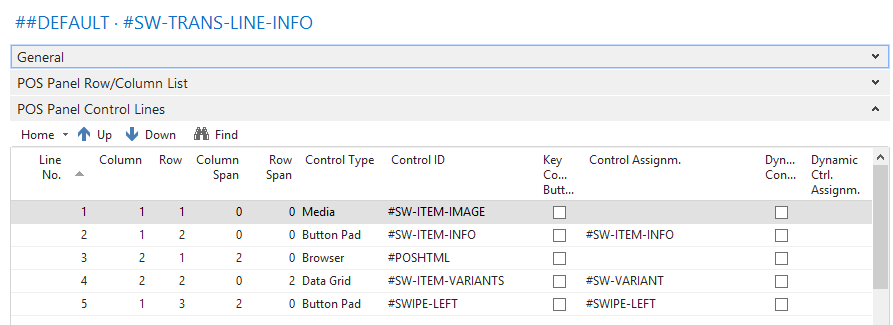 ##DEFAULT · #SW-TRANS-LINE-INFO
General
POS Panel Row/Column List
POS Panel Control Lines
Home Up Down Find
Line No. Column Row Column Span Row Span Control Type Control ID Key Co... Butt... Control Assignm. Dyn... Con... Dynamic Ctrl. Assignm.
1 1 1 0 0 Media #SW-ITEM-IMAGE
2 1 2 0 0 Button Pad #SW-ITEM-INFO #SW-ITEM-INFO
3 2 1 2 0 Browser #POSHTML
4 2 2 0 2 Data Grid #SW-ITEM-VARIANTS #SW-VARIANT
5 1 3 2 0 Button Pad #SWIPE-LEFT #SWIPE-LEFT